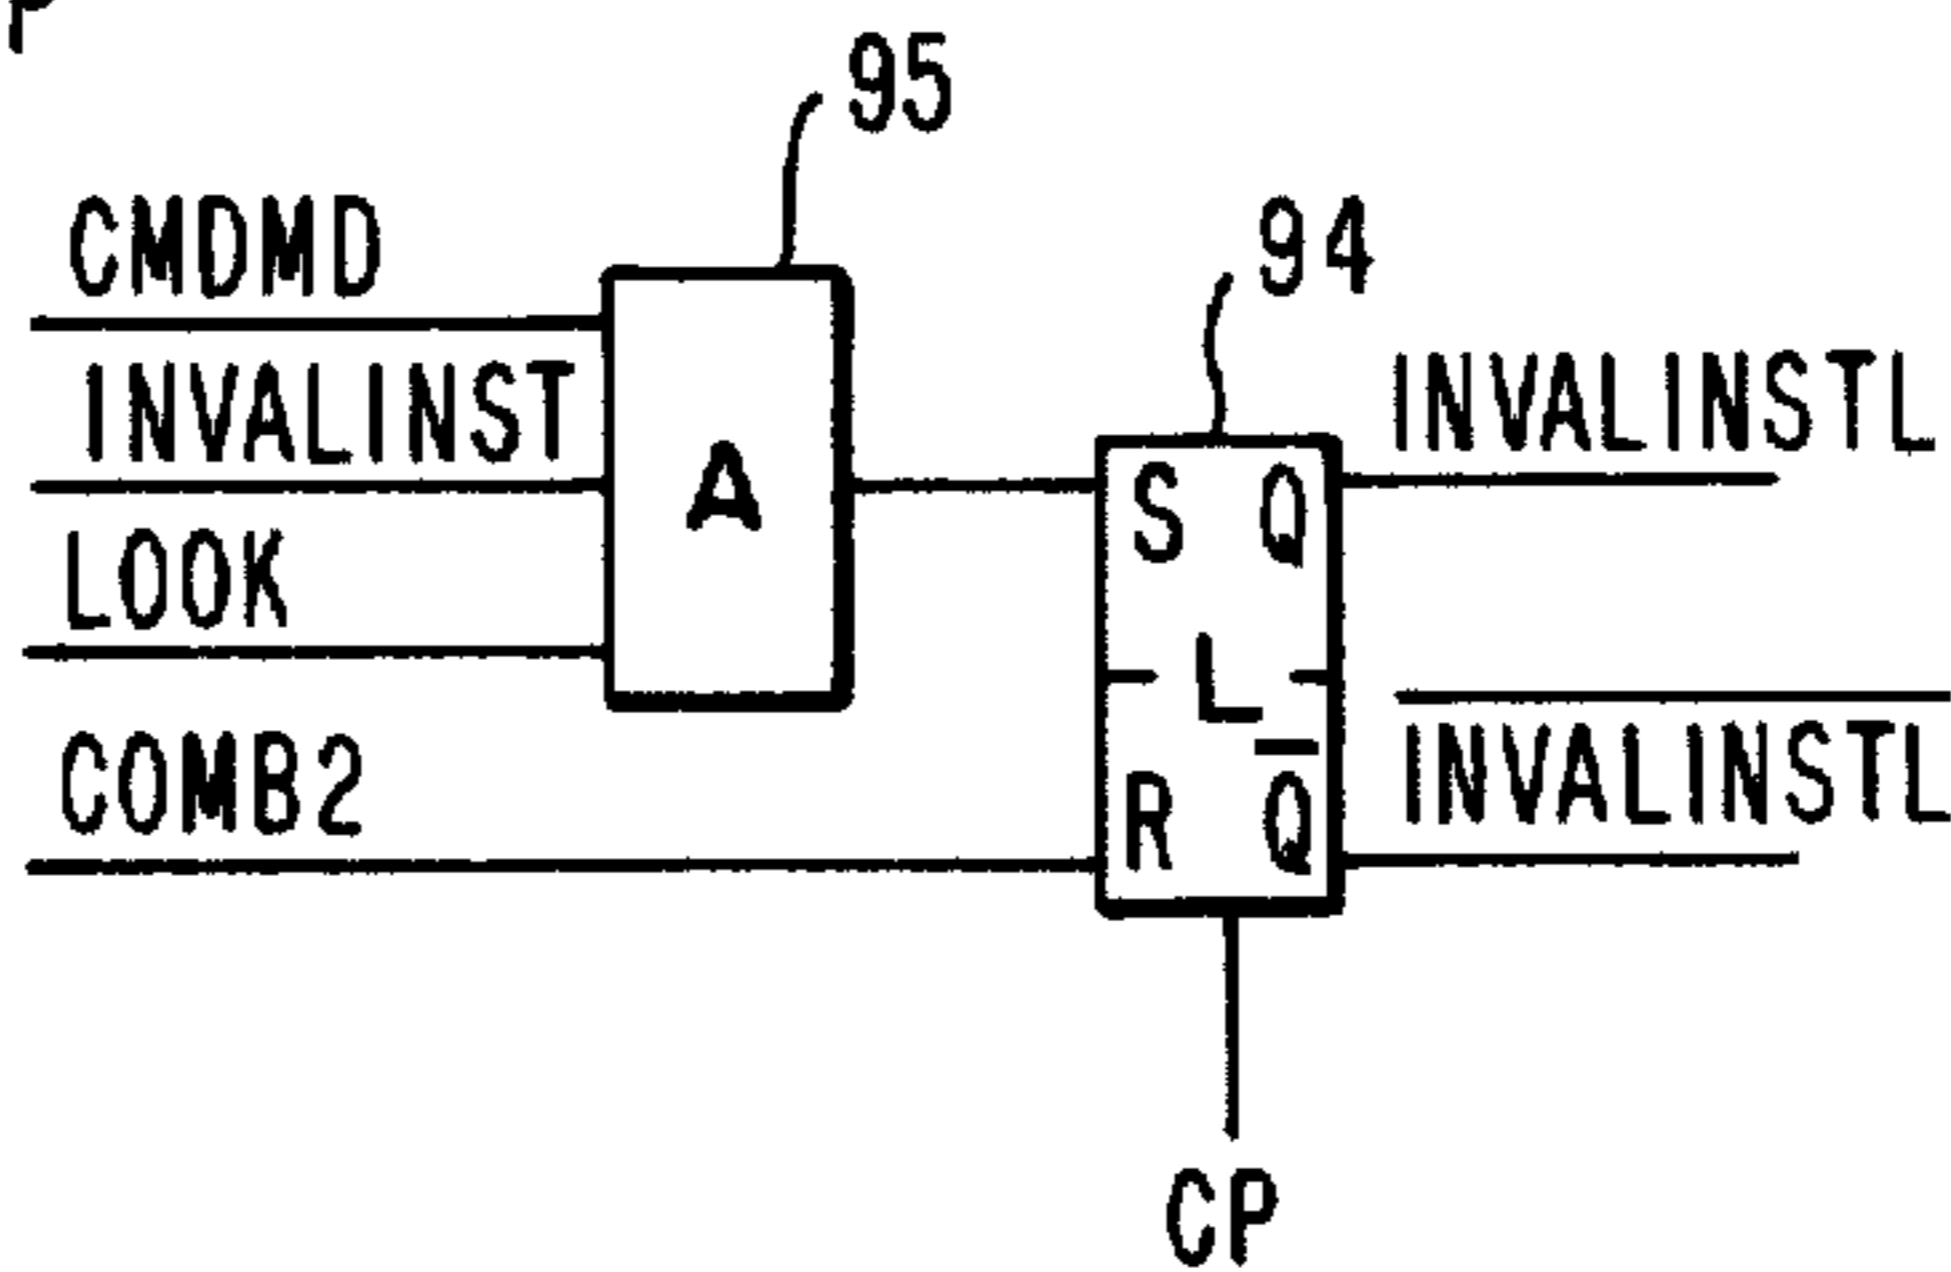 P
95
CMDMD
94
INVALINST
INVALINSTL
A
S Q
LOOK
L
COMB2
INVALINSTL
R Q
CP